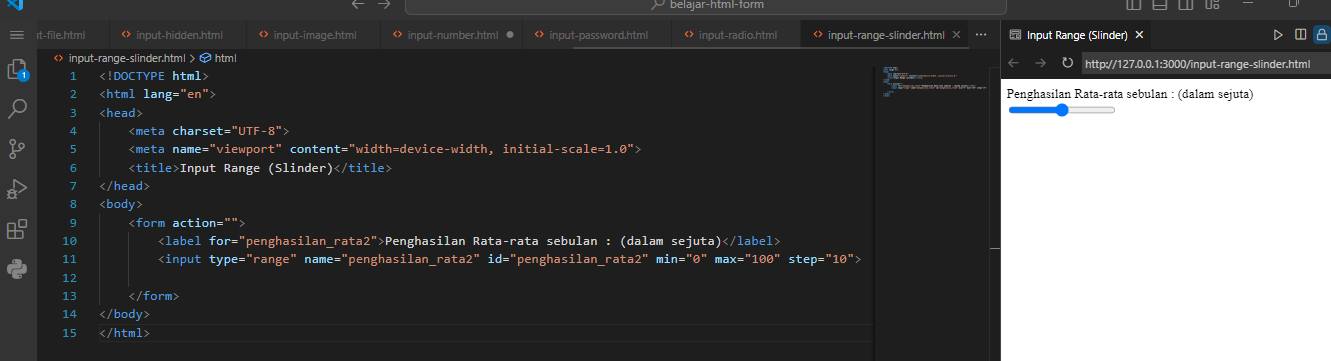 belajar-html-form
ut-file.html input-hidden.html input-image.html input-number.html input-password.html input-radio.html input-range-slinder.html
input-range-slinder.html > html
1 <!DOCTYPE html>
2 <html lang="en">
3 <head>
4 <meta charset="UTF-8">
5 <meta name="viewport" content="width=device-width, initial-scale=1.0">
6 <title>Input Range (Slinder)</title>
7 </head>
8 <body>
9 <form action="">
10 <label for="penghasilan_rata2">Penghasilan Rata-rata sebulan : (dalam sejuta)</label>
11 <input type="range" name="penghasilan_rata2" id="penghasilan_rata2" min="0" max="100" step="10">
12
13 </form>
14 </body>
15 </html>
1
Input Range (Slinder)
http://127.0.0.1:3000/input-range-slinder.html
Penghasilan Rata-rata sebulan : (dalam sejuta)